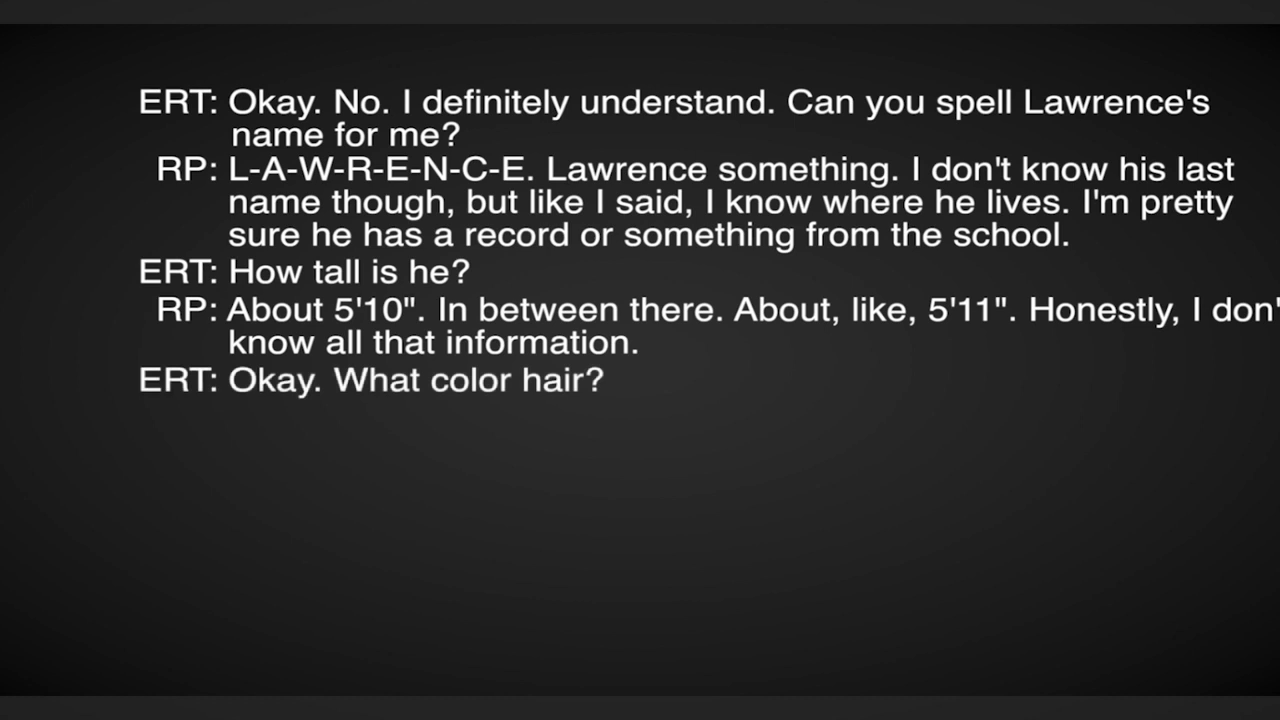 ERT: Okay. No. I definitely understand. Can you spell Lawrence's
name for me?
RP: L-A-W-R-E-N-C-E. Lawrence something. I don't know his last
name though, but like I said, I know where he lives. I'm pretty
sure he has a record or something from the school.
ERT: How tall is he?
RP: About 5'10". In between there. About, like, 5'11". Honestly, I don'
know all that information.
ERT: Okay. What color hair?